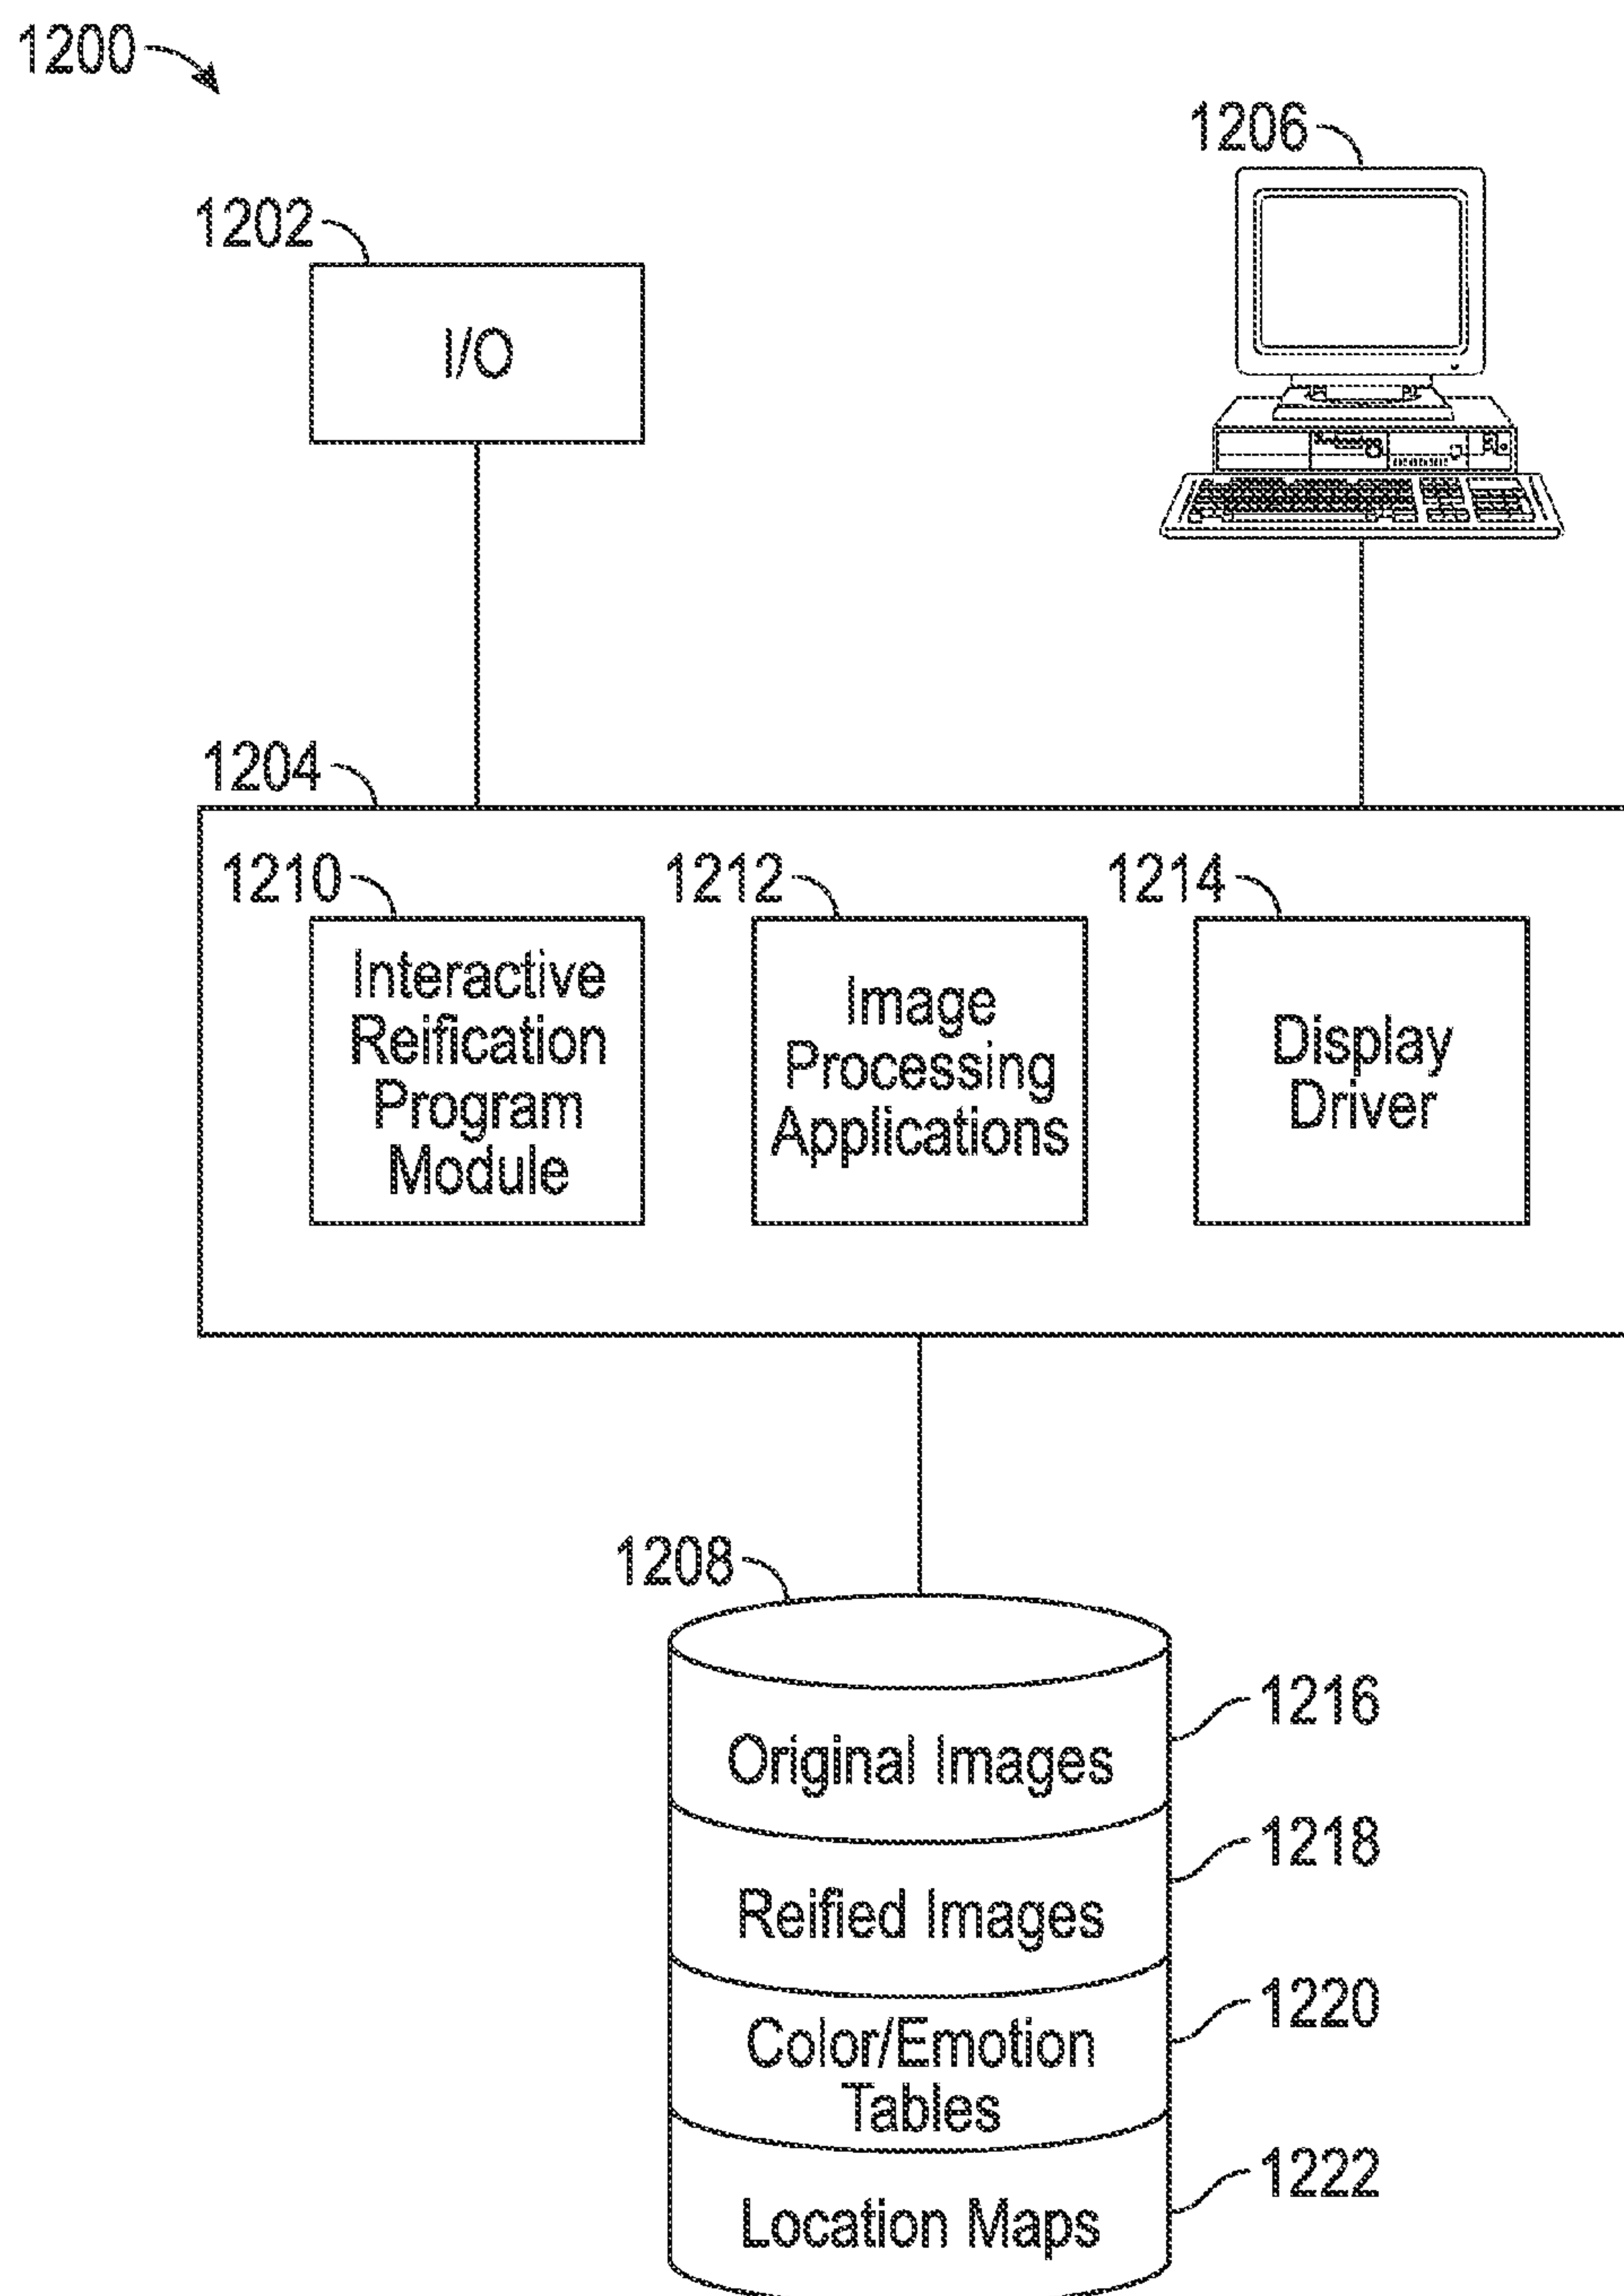 1200
1206
1202
I/O
1204
1210
1212
1214
Interactive
Reification
Program
Module
Image
Processing
Applications
Display
Driver
1208
1216
Original Images
1218
Reified Images
1220
Color/Emotion
Tables
1222
Location Maps